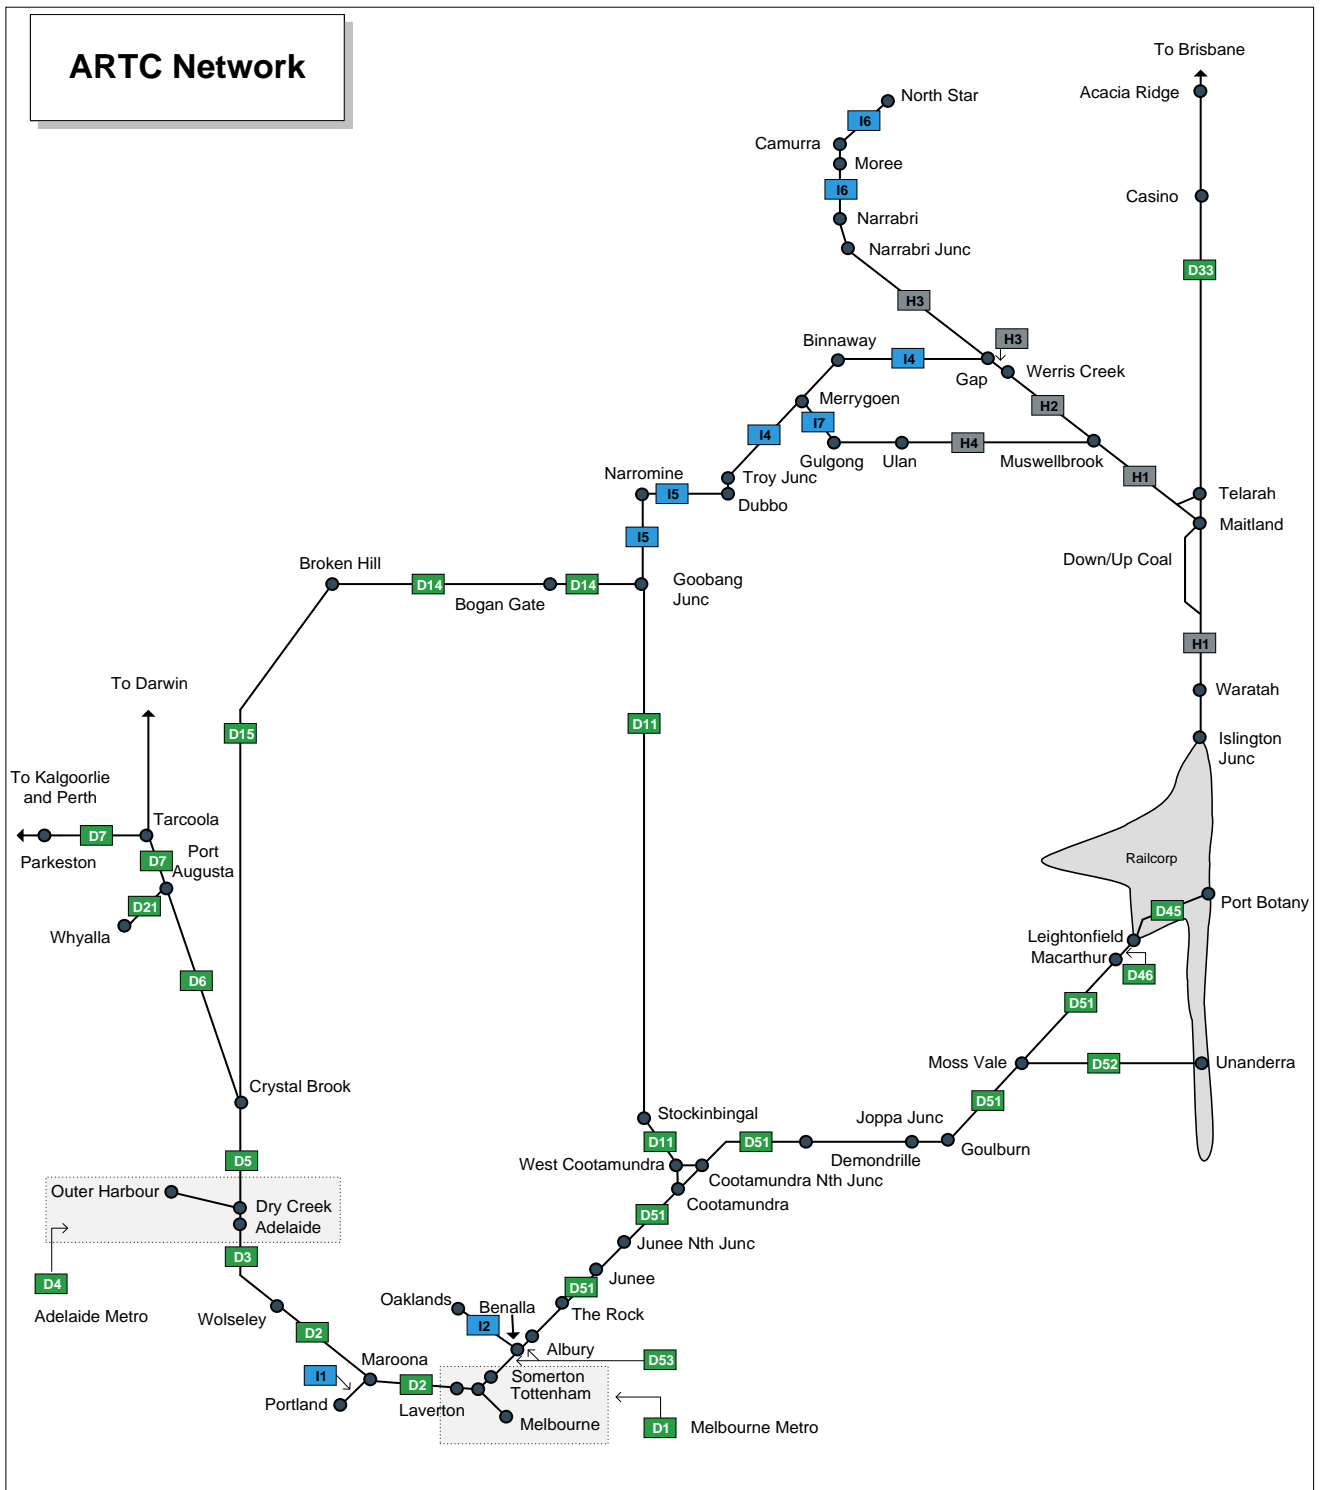 ARTC Network
To Brisbane
Acacia Ridge
North Star
I6
Camurra
Moree
I6
Casino
Narrabri
Narrabri Junc
D33
H3
H3
Binnaway
I4
Gap
Werris Creek
Merrygoen
H2
I7
I4
H4
Gulgong
Ulan
Muswellbrook
Narromine
Troy Junc
H1
I5
Dubbo
Telarah
Maitland
I5
Down/Up Coal
Broken Hill
D14
D14
Goobang
Junc
Bogan Gate
H1
To Darwin
Waratah
D15
D11
Islington
Junc
To Kalgoorlie
and Perth
Tarcoola
D7
Parkeston
D7
Port
Augusta
Railcorp
D21
Port Botany
D45
Whyalla
Leightonfield
Macarthur
D46
D6
D51
Moss Vale
D52
Unanderra
Crystal Brook
D51
Stockinbingal
Joppa Junc
D11
D51
Goulburn
D5
West Cootamundra
Demondrille
Cootamundra Nth Junc
Outer Harbour
Dry Creek
Cootamundra
Adelaide
D51
D3
Junee Nth Junc
D4
Junee
D51
Oaklands
Benalla
The Rock
Adelaide Metro
Wolseley
I2
D2
Albury
Maroona
D53
I1
Somerton
D2
Tottenham
Portland
Laverton
Melbourne
D1
Melbourne Metro